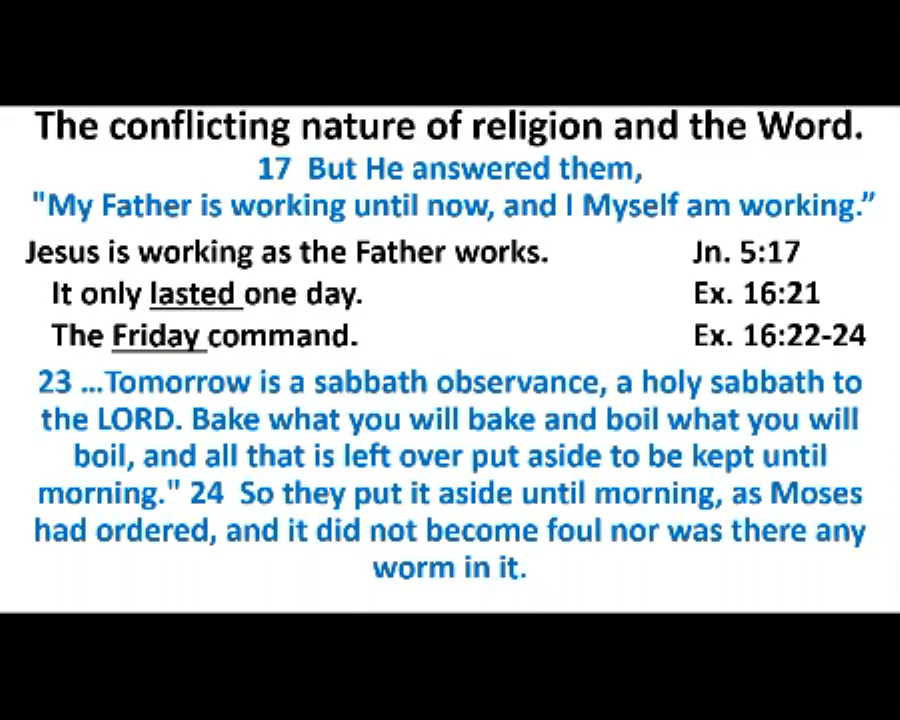 The conflicting nature of religion and the Word.
17  But He answered them,
"My Father is working until now, and I Myself am working.”
Jesus is working as the Father works. Jn. 5:17
It only lasted one day. Ex. 16:21
The Friday command. Ex. 16:22-24
23 ...Tomorrow is a sabbath observance, a holy sabbath to
the LORD. Bake what you will bake and boil what you will
boil, and all that is left over put aside to be kept until
morning." 24  So they put it aside until morning, as Moses
had ordered, and it did not become foul nor was there any
worm in it.